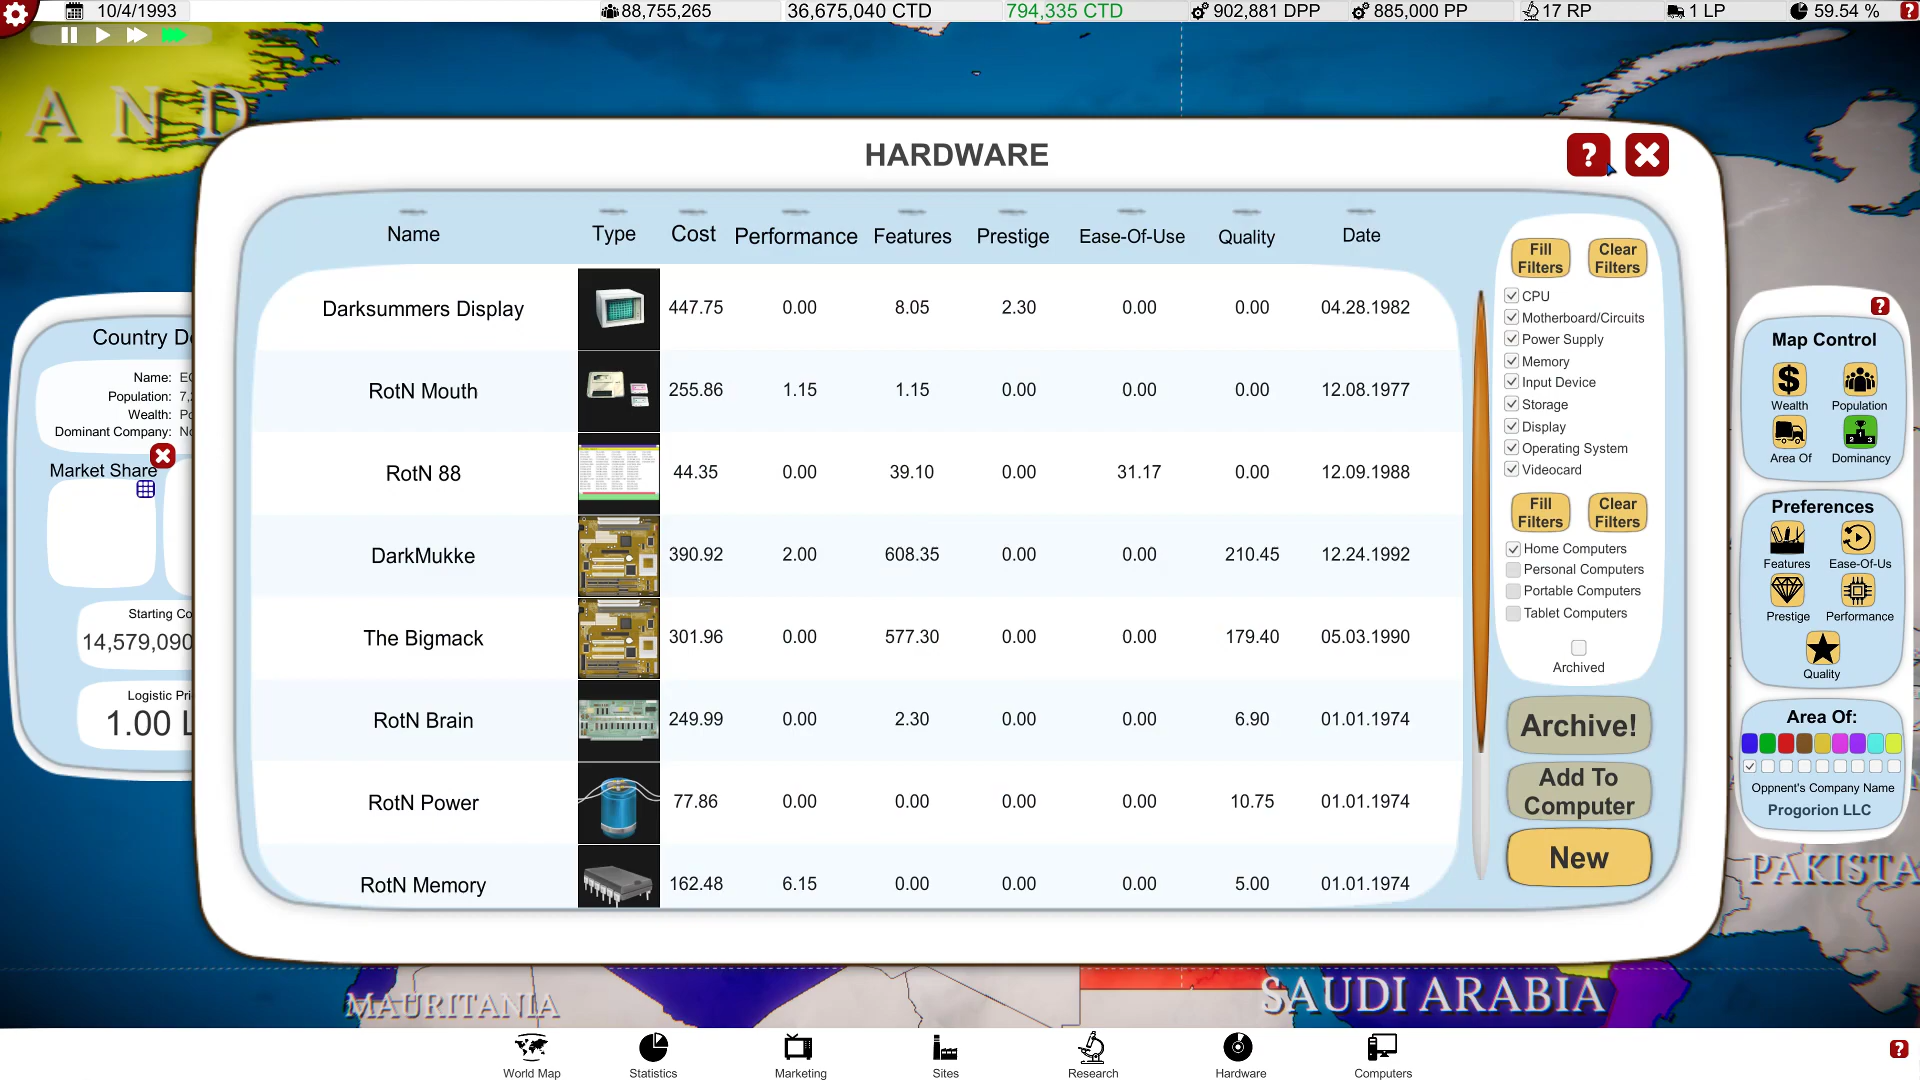 10/4/1993
88,755,265
36,675,040 CTD
794,335 CTD
902,881 DPP
885,000 PP
17 RP
1 LP
59.54 %
?
A N D
HARDWARE
?
Name
Type
Cost
Performance
Features
Prestige
Ease-Of-Use
Quality
Date
Darksummers Display
447.75
0.00
8.05
2.30
0.00
0.00
04.28.1982
RotN Mouth
255.86
1.15
1.15
0.00
0.00
0.00
12.08.1977
RotN 88
44.35
0.00
39.10
0.00
31.17
0.00
12.09.1988
DarkMukke
390.92
2.00
608.35
0.00
0.00
210.45
12.24.1992
The Bigmack
301.96
0.00
577.30
0.00
0.00
179.40
05.03.1990
RotN Brain
249.99
0.00
2.30
0.00
0.00
6.90
01.01.1974
RotN Power
77.86
0.00
0.00
0.00
0.00
10.75
01.01.1974
RotN Memory
162.48
6.15
0.00
0.00
0.00
5.00
01.01.1974
Fill
Filters
Clear
Filters
CPU
Motherboard/Circuits
Power Supply
Memory
Input Device
Storage
Display
Operating System
Videocard
Fill
Filters
Clear
Filters
Home Computers
Personal Computers
Portable Computers
Tablet Computers
Archived
Archive!
Add To
Computer
New
Country De
Name: EG
Population: 7,
Wealth: Po
Dominant Company: No
Market Share
Starting Co
14,579,090
Logistic Pri
1.00 L
?
Map Control
Wealth
Population
Area Of
Dominancy
Preferences
Features
Ease-Of-Us
Prestige
Performance
Quality
Area Of:
Oppnent's Company Name
Progorion LLC
PAKISTA
MAURITANIA
SAUDI ARABIA
World Map
Statistics
Marketing
Sites
Research
Hardware
Computers
?